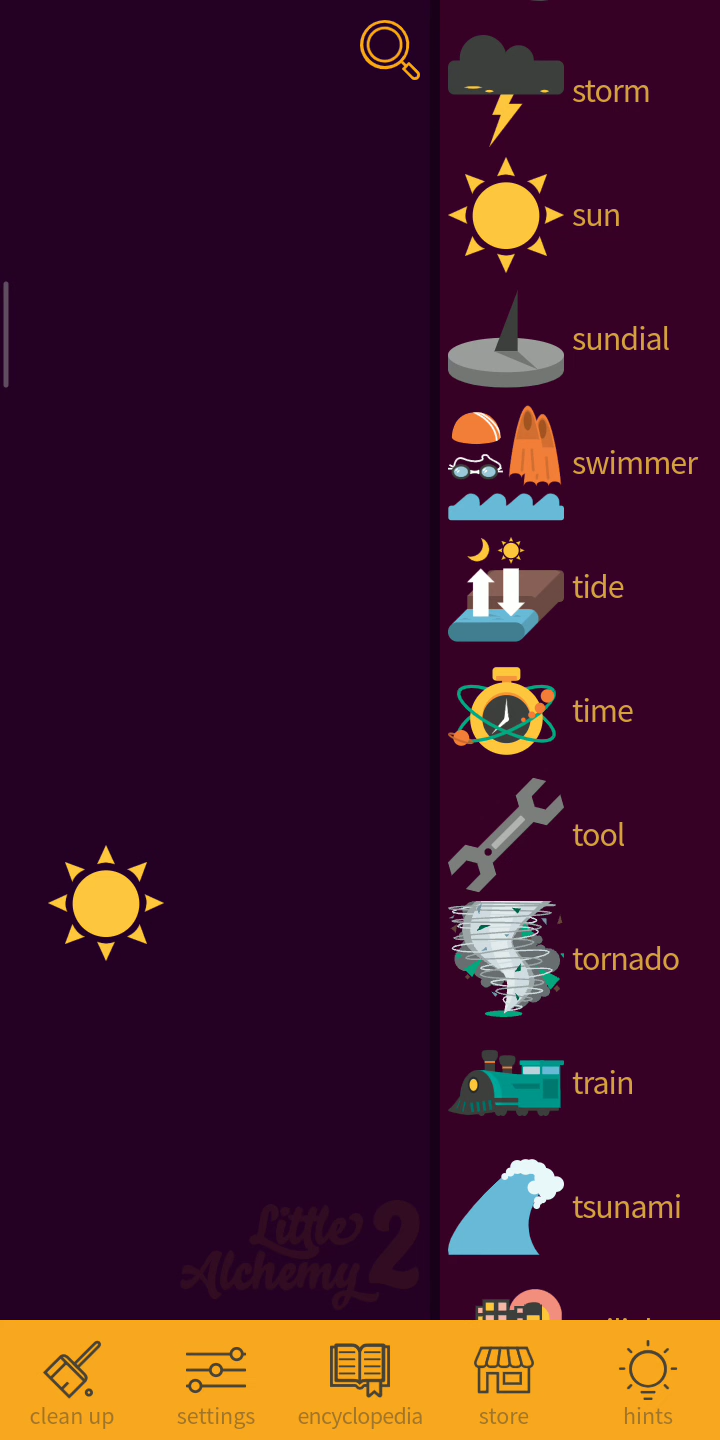 storm
sun
sundial
swimmer
tide
time
tool
tornado
train
tsunami
Little
Alchemy 2
clean up
settings
encyclopedia
store
hints